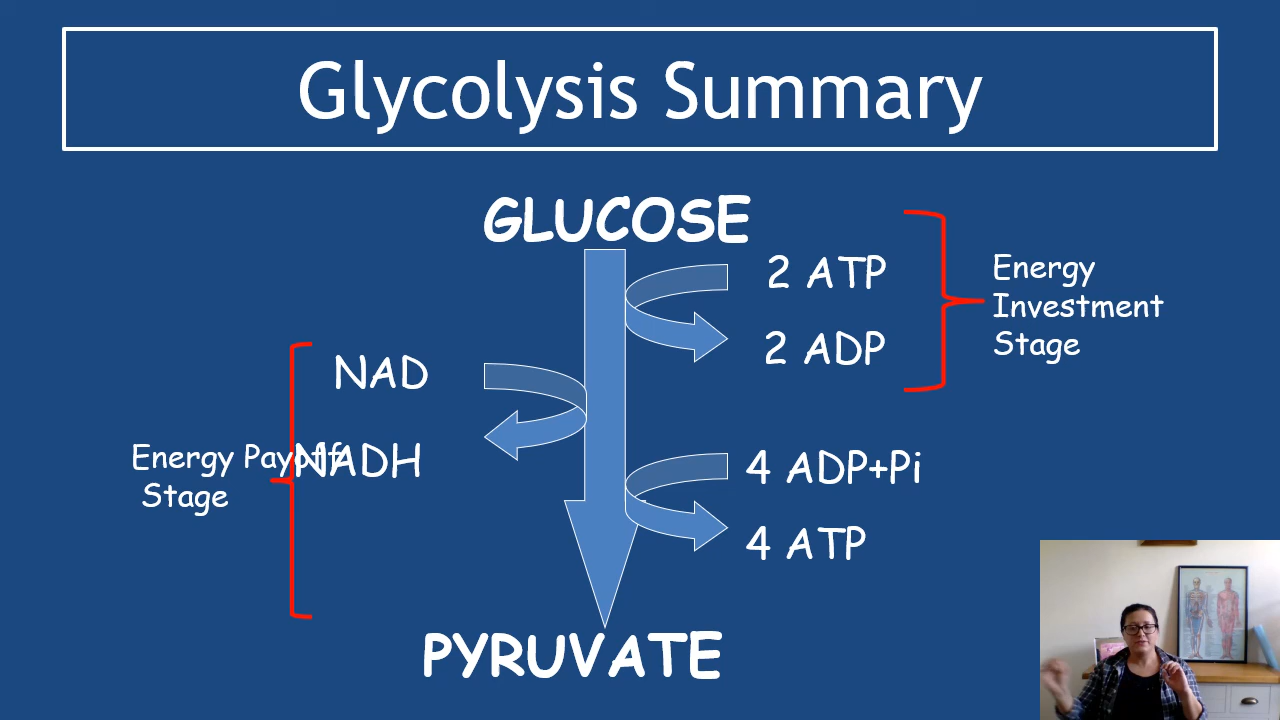 Glycolysis Summary
GLUCOSE
2 ATP
2 ADP
Energy
Investment
Stage
NAD
NADH
Energy Payoff
Stage
4 ADP+Pi
4 ATP
PYRUVATE